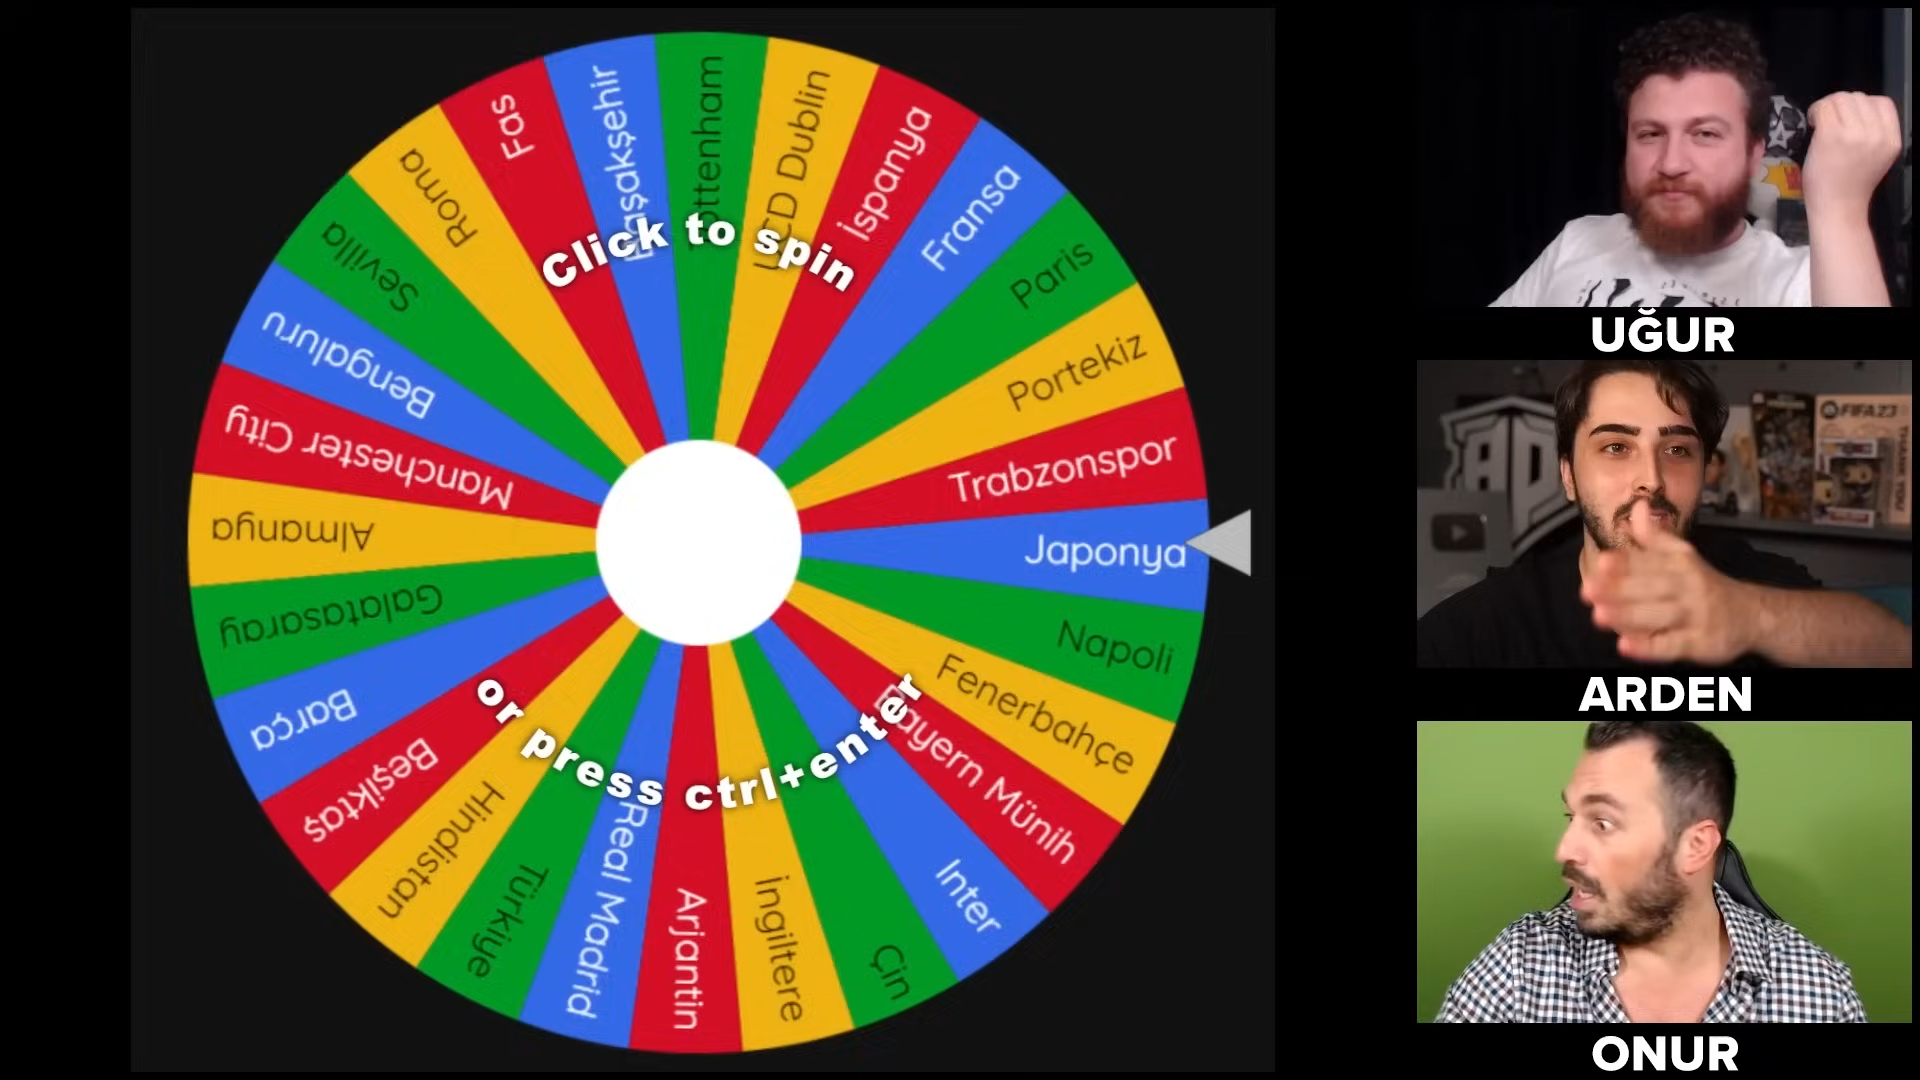 Click to spin
or press ctrl+enter
Tottenham
UCD Dublin
İspanya
Fransa
Paris
Portekiz
Trabzonspor
Japonya
Napoli
Fenerbahçe
Bayern Münih
Inter
Çin
İngiltere
Arjantin
Real Madrid
Türkiye
Hindistan
Beşiktaş
Barça
Galatasaray
Almanya
Manchester City
Bengaluru
Sevilla
Roma
Fas
Başakşehir
UĞUR
FIFA 23
ARDEN
ONUR